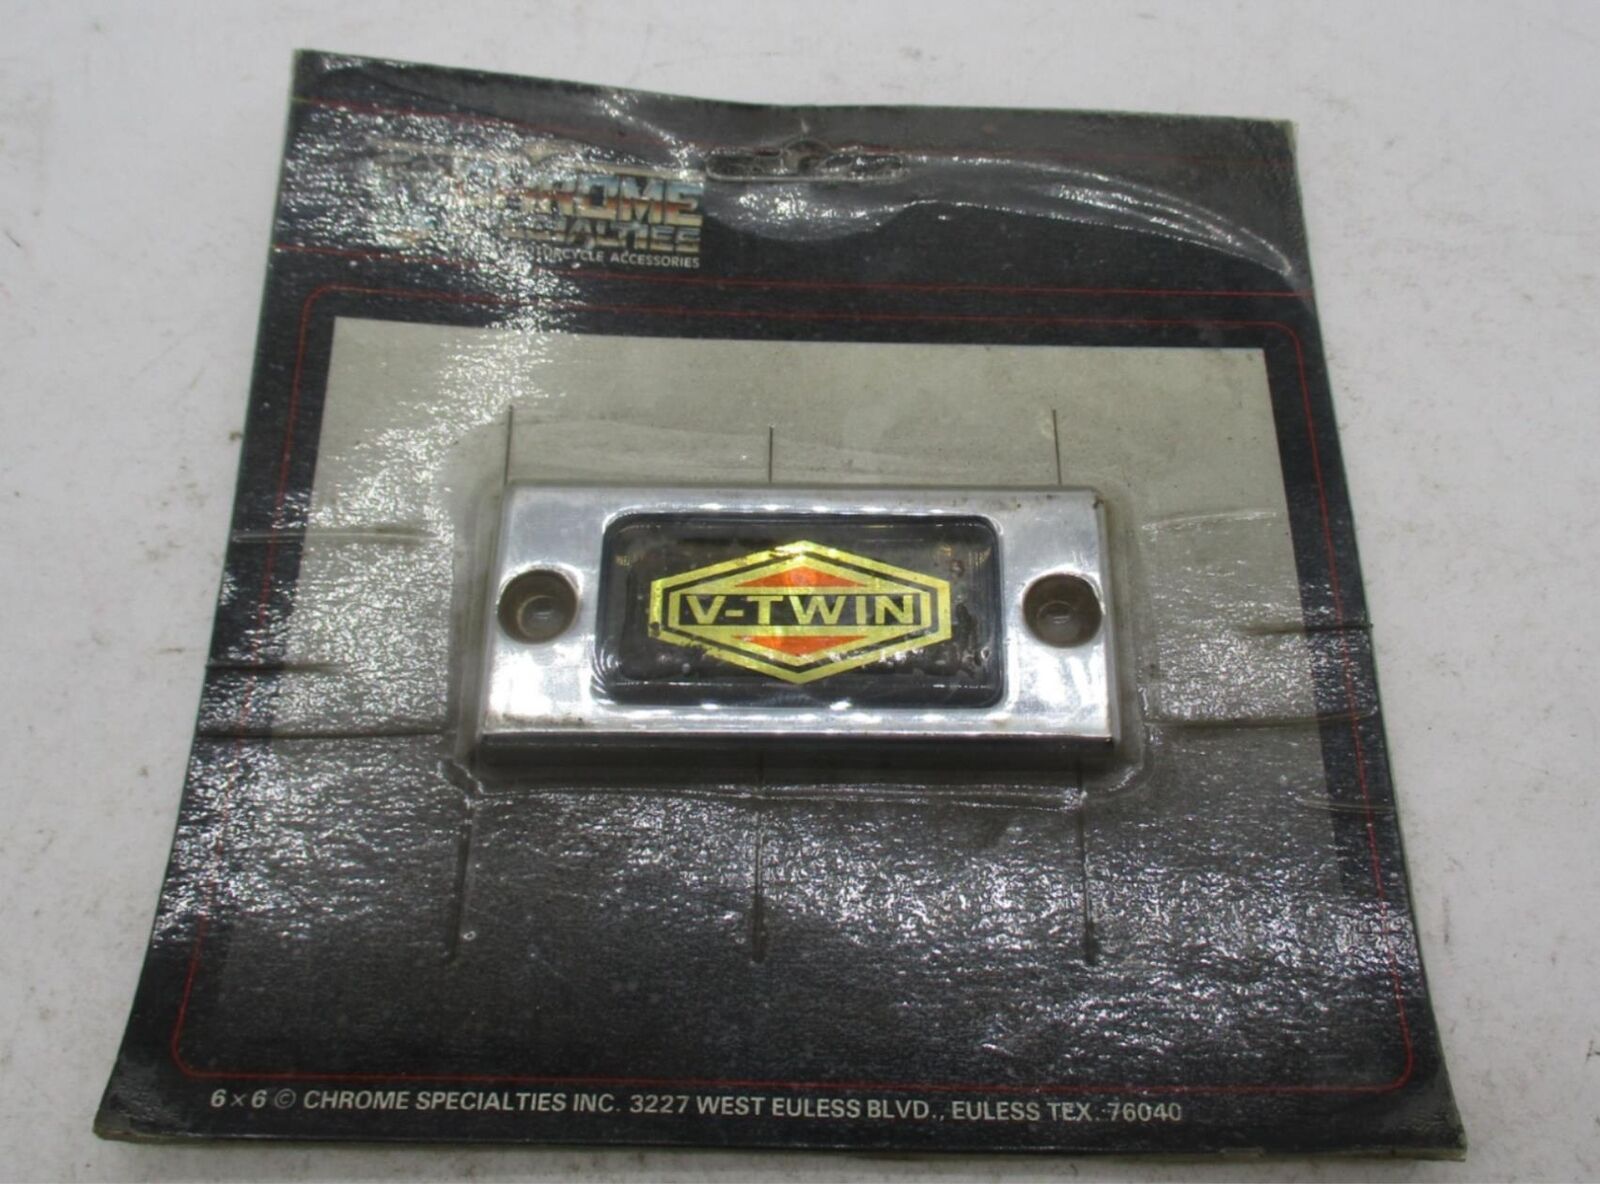 CHROME
SPECIALTIES
MOTORCYCLE ACCESSORIES
V-TWIN
6 × 6 © CHROME SPECIALTIES INC. 3227 WEST EULESS BLVD., EULESS TEX. 76040